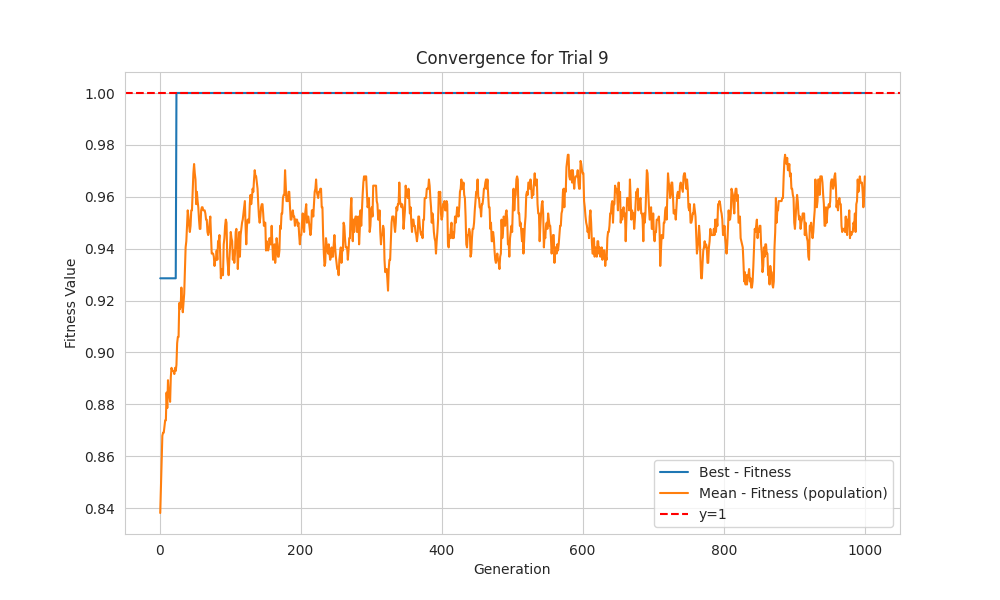 Convergence for Trial 9
Fitness Value
1.00
0.98
0.96
0.94
0.92
0.90
0.88
0.86
0.84
Best - Fitness
Mean - Fitness (population)
y=1
0
200
400
600
800
1000
Generation